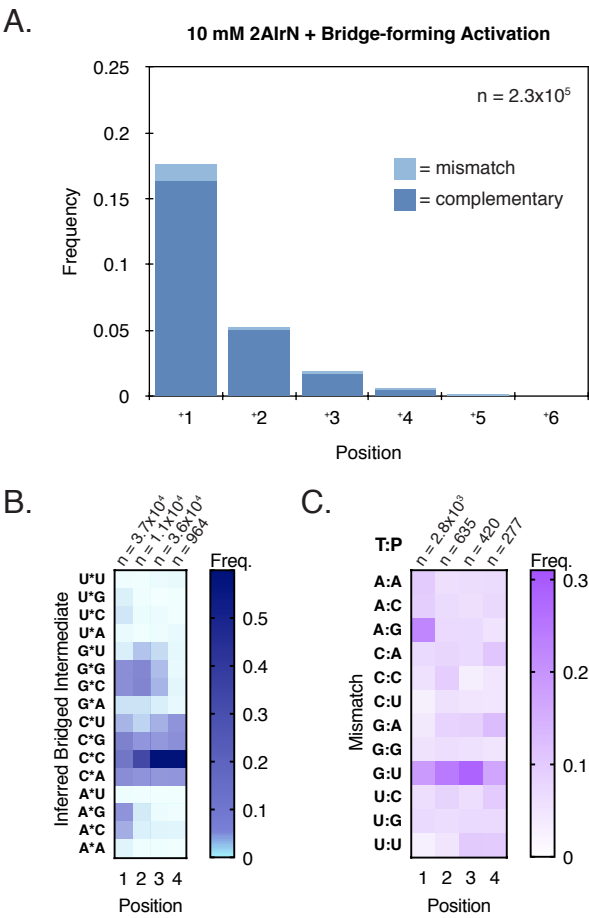 A.
10 mM 2AIrN + Bridge-forming Activation
n = 2.3x10⁵
= mismatch
= complementary
Frequency
0.25
0.2
0.15
0.1
0.05
0
+1 +2 +3 +4 +5 +6
Position
B.
n = 3.7x10⁴
n = 1.1x10⁴
n = 3.6x10⁴
n = 964
Freq.
Inferred Bridged Intermediate
U*U
U*G
U*C
U*A
G*U
G*G
G*C
G*A
C*U
C*G
C*C
C*A
A*U
A*G
A*C
A*A
0.5
0.4
0.3
0.2
0.1
0
1 2 3 4
Position
C.
T:P
n = 2.8x10³
n = 635
n = 420
n = 277
Freq.
Mismatch
A:A
A:C
A:G
C:A
C:C
C:U
G:A
G:G
G:U
U:C
U:G
U:U
0.3
0.2
0.1
0
1 2 3 4
Position